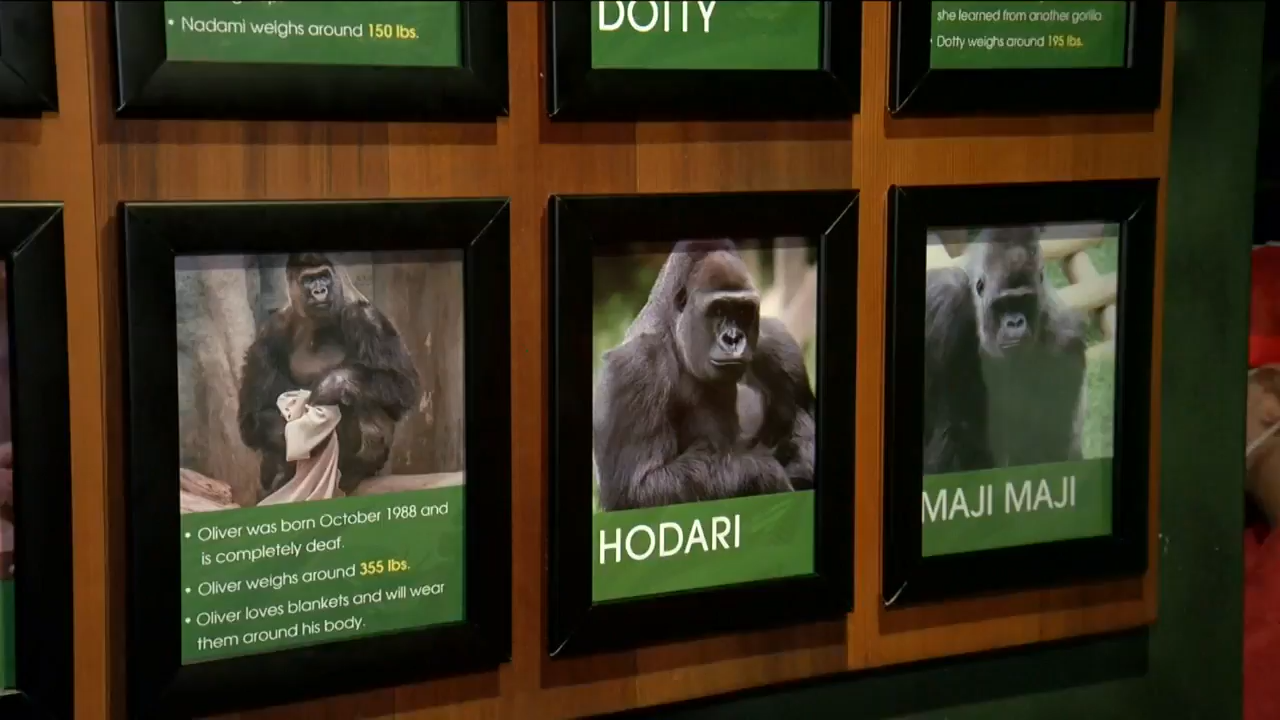 • Nadami weighs around 150 lbs.
DOTTY
she learned from another gorilla
• Dotty weighs around 195 lbs.
• Oliver was born October 1988 and
is completely deaf.
• Oliver weighs around 355 lbs.
• Oliver loves blankets and will wear
them around his body.
HODARI
MAJI MAJI